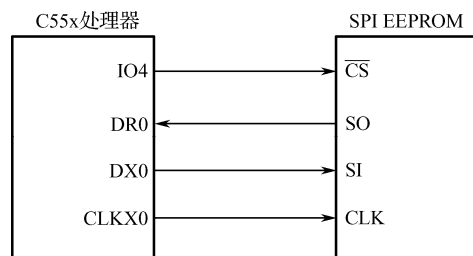 C55x处理器 SPI EEPROM
IO4 CS
DR0 SO
DX0 SI
CLKX0 CLK